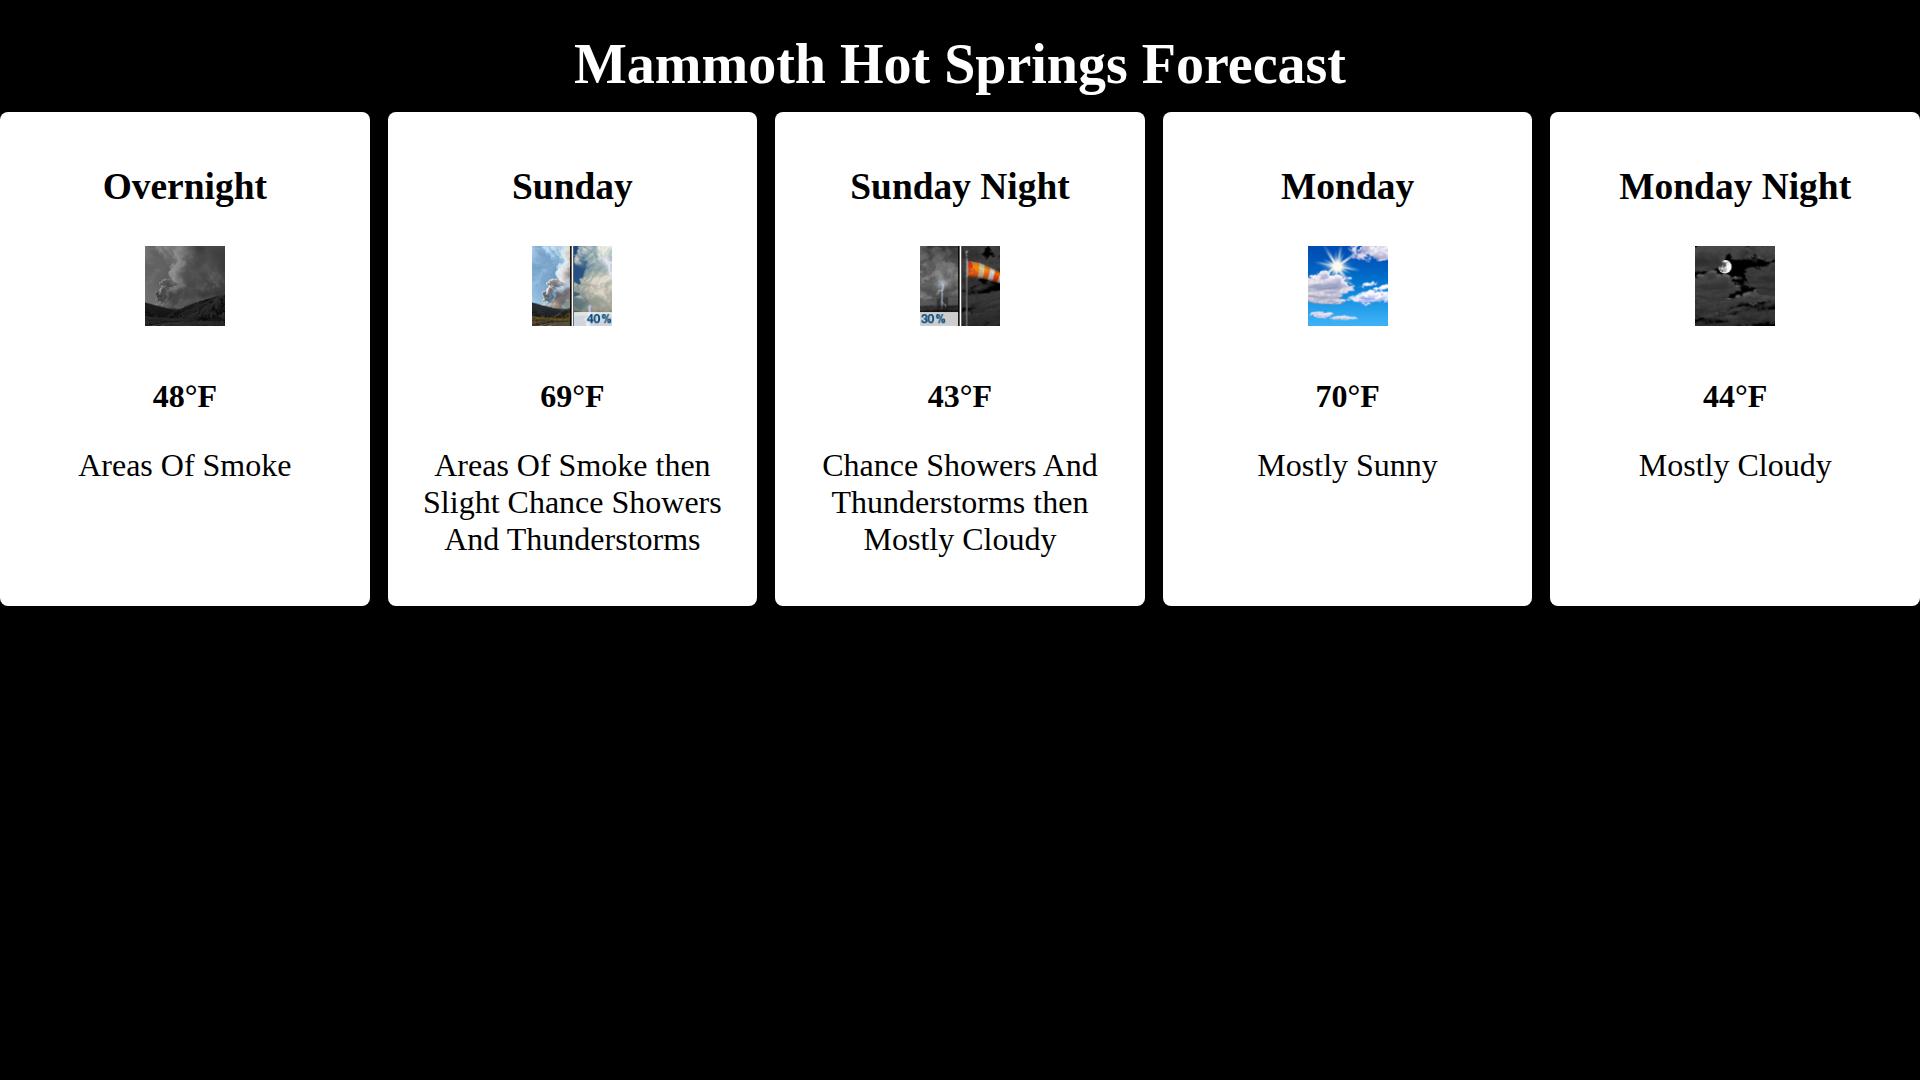 Mammoth Hot Springs Forecast
Overnight
48°F
Areas Of Smoke
Sunday
40%
69°F
Areas Of Smoke then
Slight Chance Showers
And Thunderstorms
Sunday Night
30%
43°F
Chance Showers And
Thunderstorms then
Mostly Cloudy
Monday
70°F
Mostly Sunny
Monday Night
44°F
Mostly Cloudy